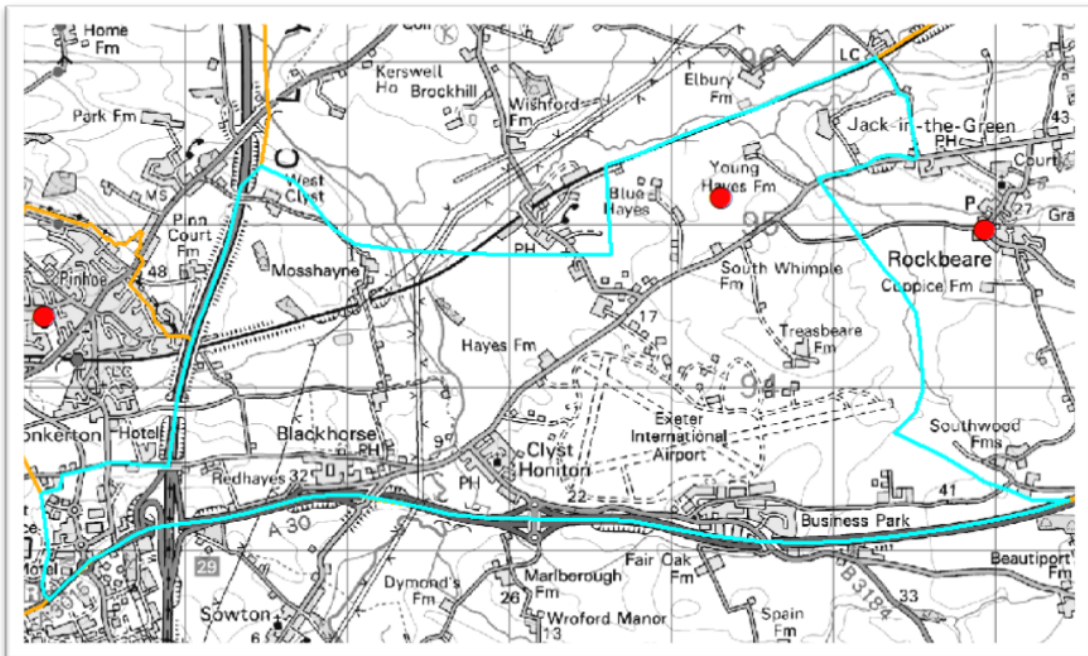 Home
Fm
Park Fm
MS
Pinn
Court
Fm
48
Pinhoe
Hotel
West
Clyst
Mosshayne
Kerswell
Ho
Brockhill
Wishford
Fm
PH
Blue
Hayes
Elbury
Fm
LC
96
Young
Hayes Fm
95
Jack-in-the-Green
PH
43
Court
P
27
Rockbeare
Cuppice Fm
South Whimple
Fm
Treasbeare
Fm
17
Hayes Fm
94
Exeter
International
Airport
Southwood
Fms
Blackhorse
PH
9
Redhayes
32
Clyst
Honiton
PH
22
41
Business Park
A 30
29
Sowton
6
Dymond's
Fm
Marlborough
Fm
26
Wroford Manor
13
Fair Oak
Fm
Spain
Fm
B 3184
33
Beautiport
Fm